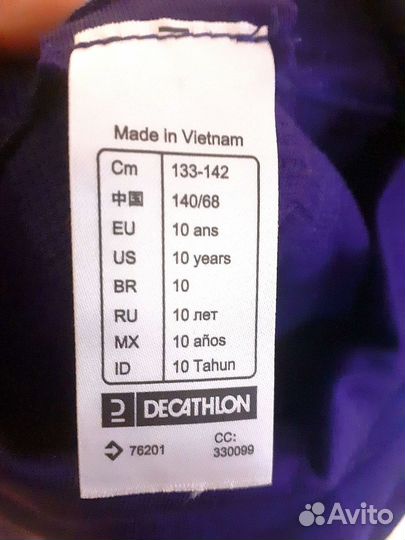 Made in Vietnam
Cm 133-142
中国 140/68
EU 10 ans
US 10 years
BR 10
RU 10 лет
MX 10 años
ID 10 Tahun
DECATHLON
76201 CC: 330099
Avito